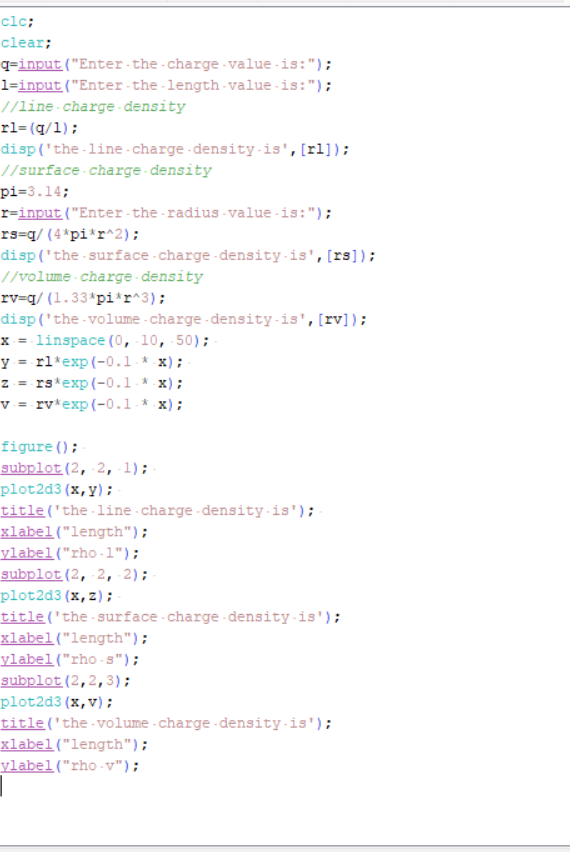 clc;
clear;
q=input("Enter the charge value is:");
l=input("Enter the length value is:");
//line charge density
rl=(q/l);
disp('the line charge density is',[rl]);
//surface charge density
pi=3.14;
r=input("Enter the radius value is:");
rs=q/(4*pi*r^2);
disp('the surface charge density is',[rs]);
//volume charge density
rv=q/(1.33*pi*r^3);
disp('the volume charge density is',[rv]);
x = linspace(0, 10, 50);
y = rl*exp(-0.1 * x);
z = rs*exp(-0.1 * x);
v = rv*exp(-0.1 * x);
figure();
subplot(2, 2, 1);
plot2d3(x,y);
title('the line charge density is');
xlabel("length");
ylabel("rho l");
subplot(2, 2, 2);
plot2d3(x,z);
title('the surface charge density is');
xlabel("length");
ylabel("rho s");
subplot(2,2,3);
plot2d3(x,v);
title('the volume charge density is');
xlabel("length");
ylabel("rho v");